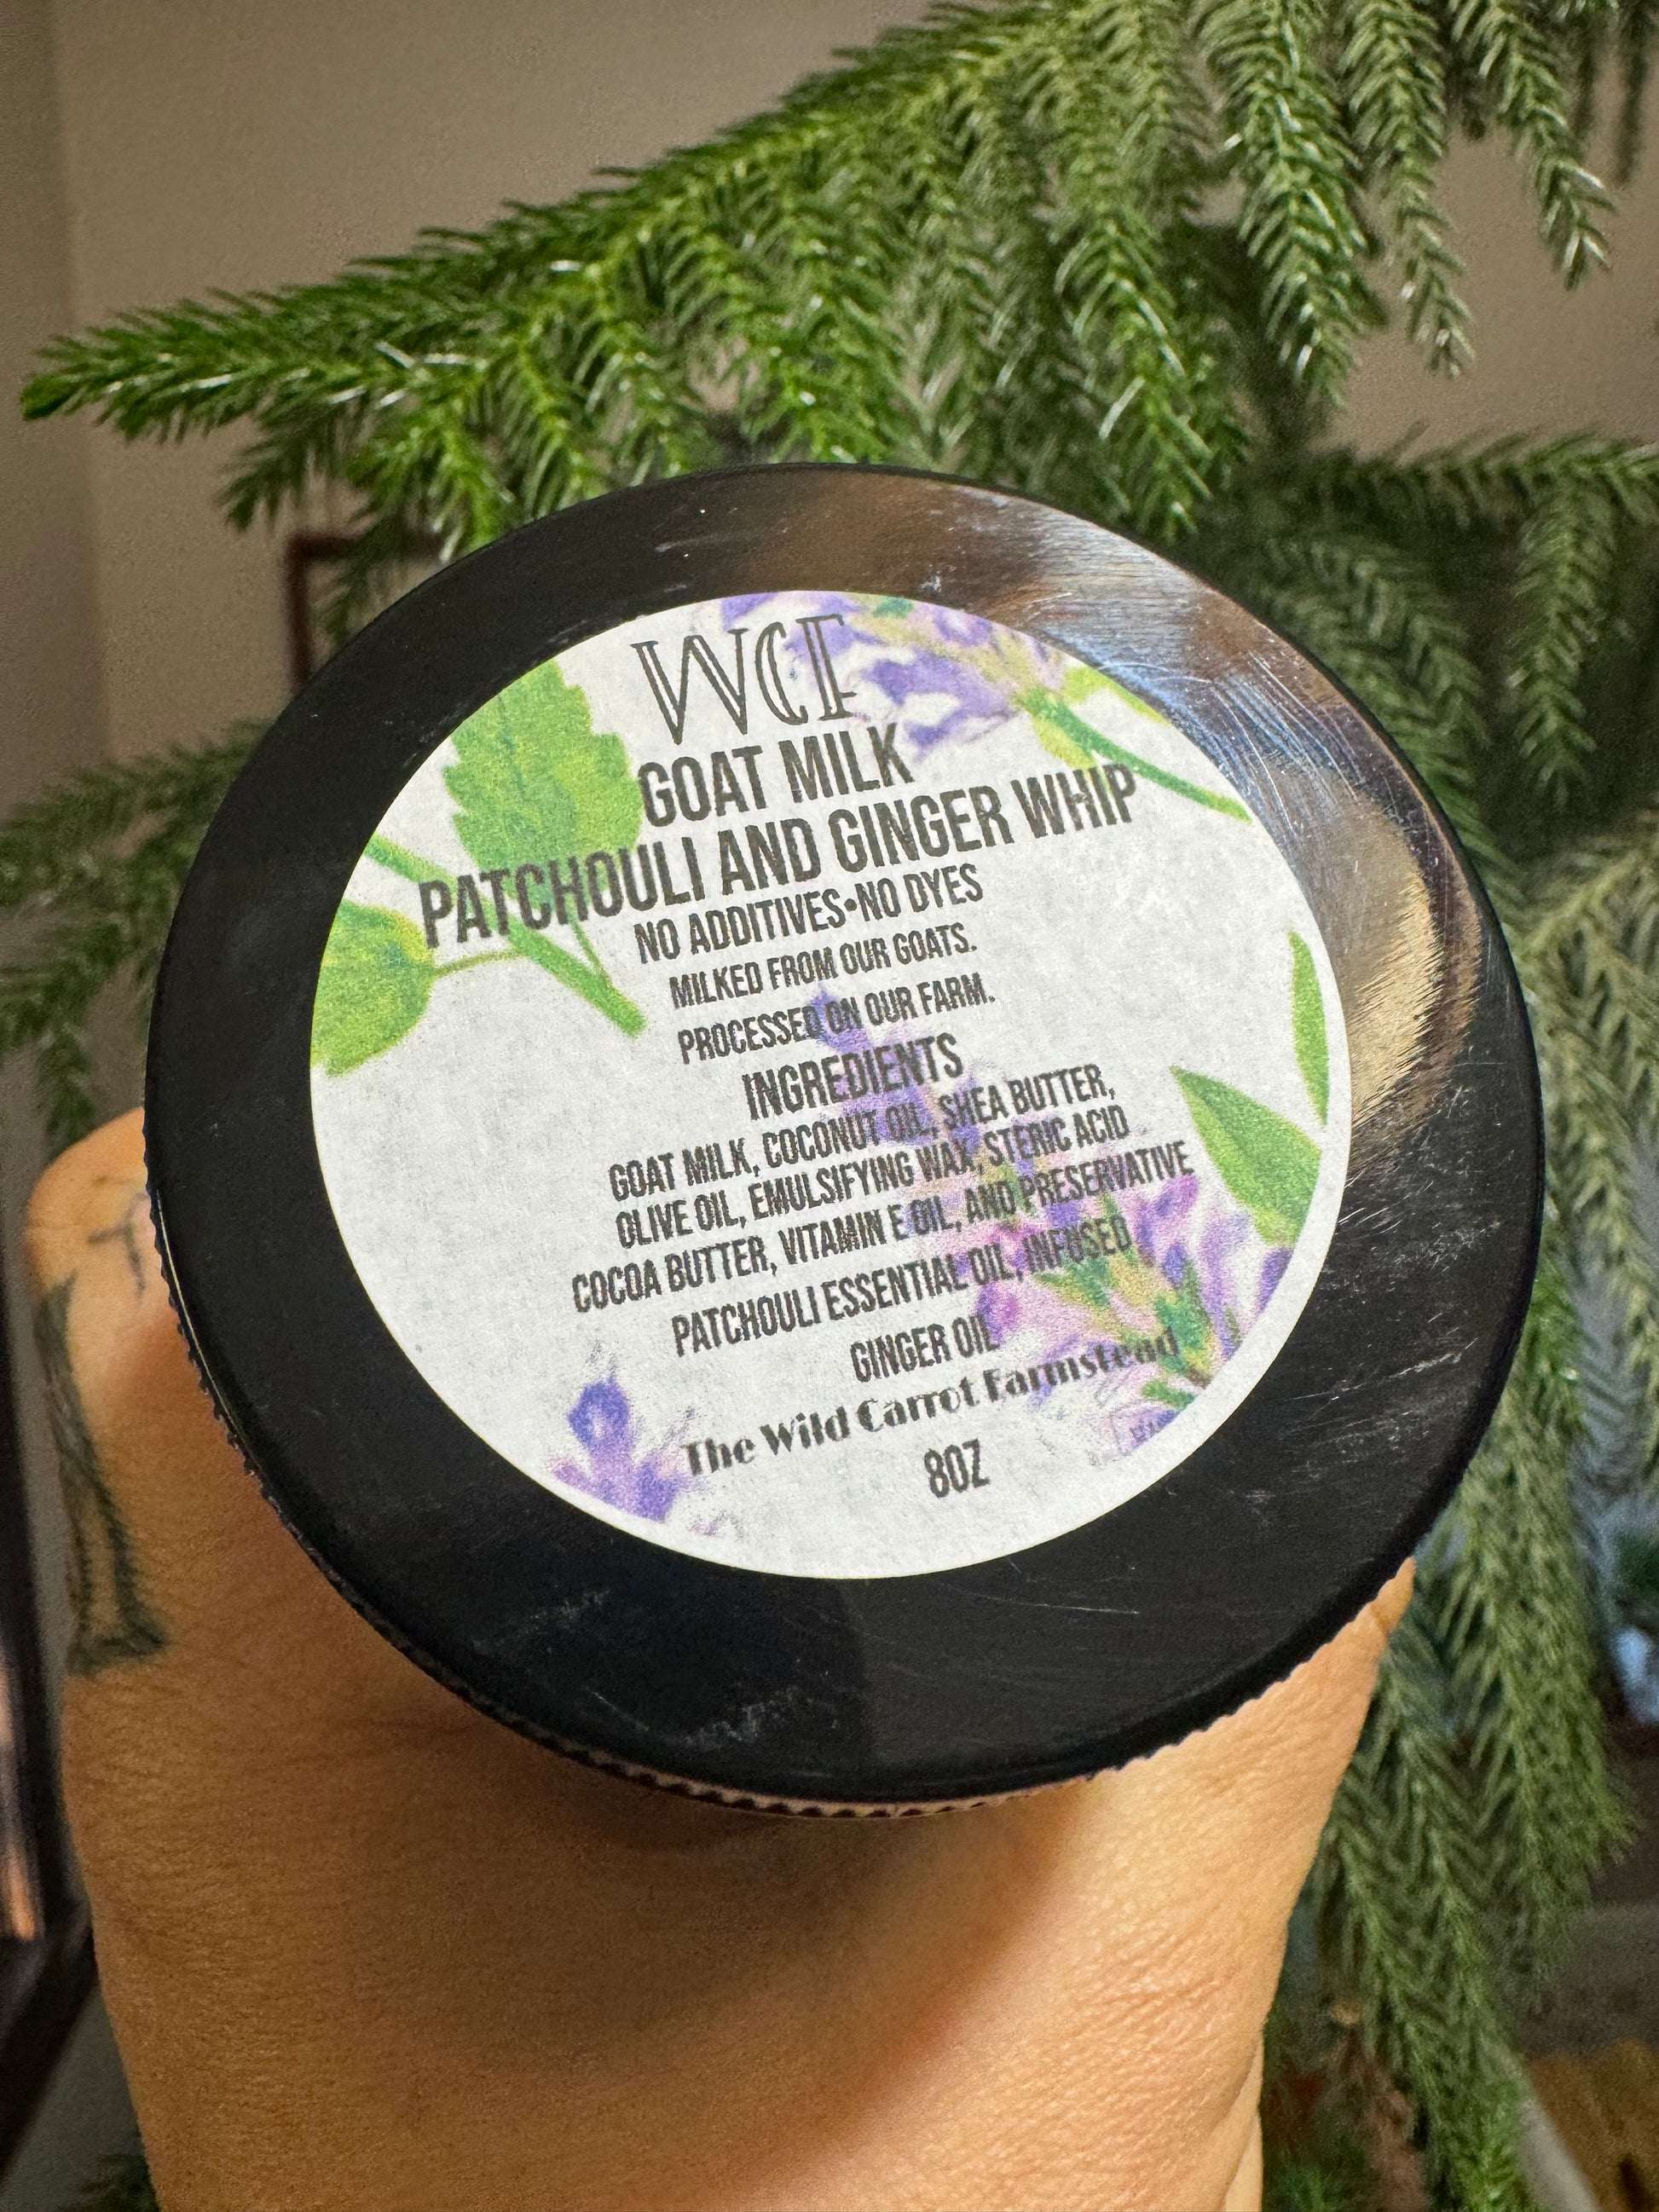 WCF
GOAT MILK
PATCHOULI AND GINGER WHIP
NO ADDITIVES•NO DYES
MILKED FROM OUR GOATS.
PROCESSED ON OUR FARM.
INGREDIENTS
GOAT MILK, COCONUT OIL, SHEA BUTTER,
OLIVE OIL, EMULSIFYING WAX, STERIC ACID
COCOA BUTTER, VITAMIN E OIL, AND PRESERVATIVE
PATCHOULI ESSENTIAL OIL, INFUSED
GINGER OIL
The Wild Carrot Farmstead
8OZ